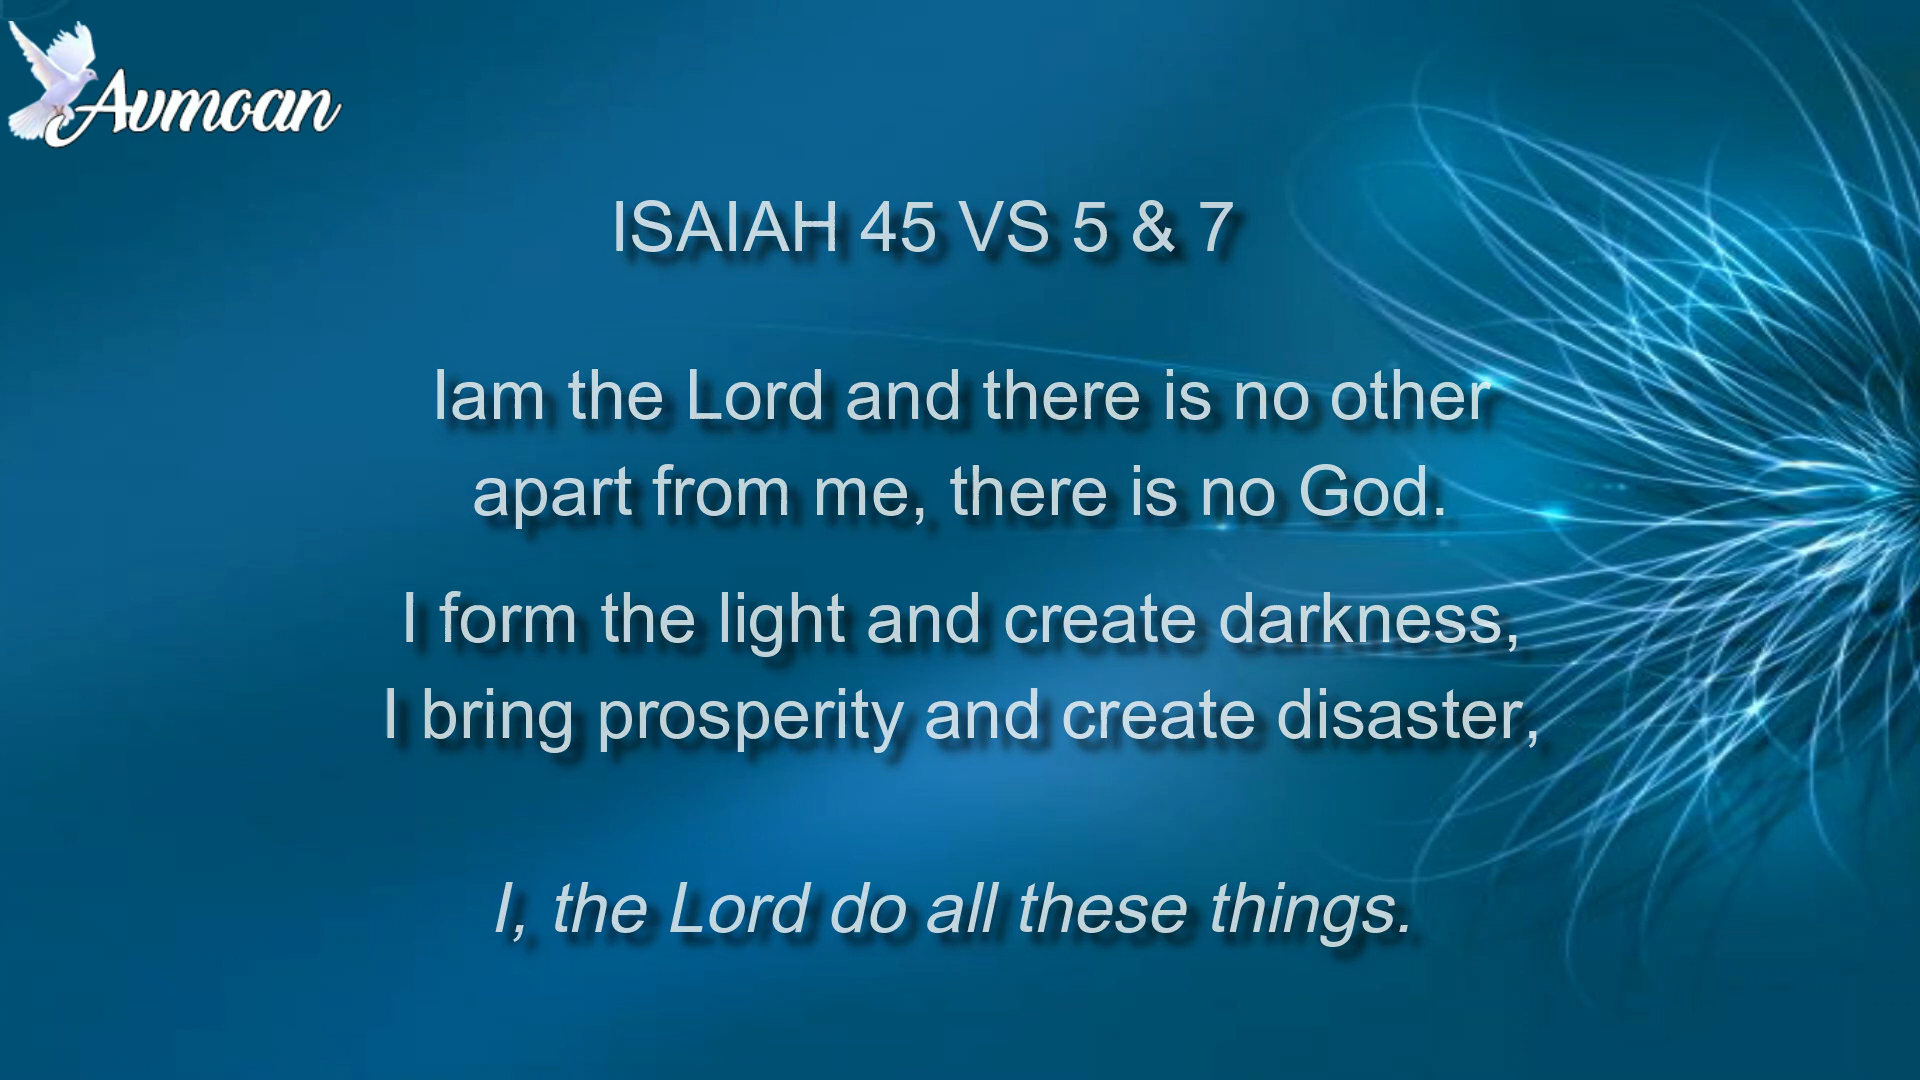 Avmoan
ISAIAH 45 VS 5 & 7
Iam the Lord and there is no other
apart from me, there is no God.
I form the light and create darkness,
I bring prosperity and create disaster,
I, the Lord do all these things.